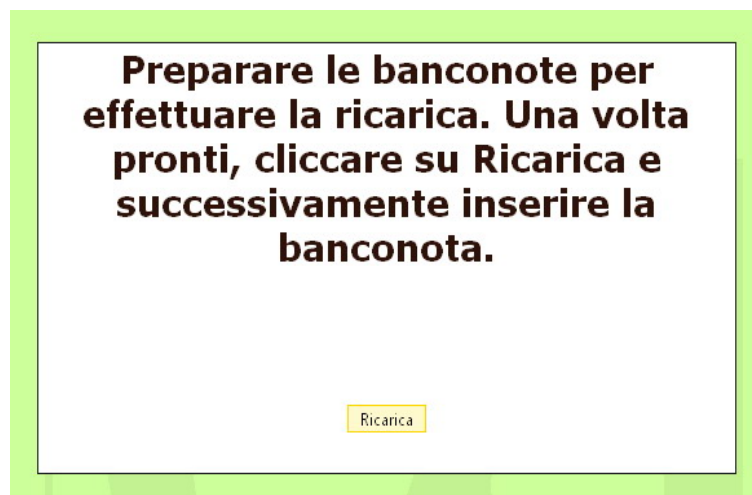 Preparare le banconote per
effettuare la ricarica. Una volta
pronti, cliccare su Ricarica e
successivamente inserire la
banconota.
Ricarica